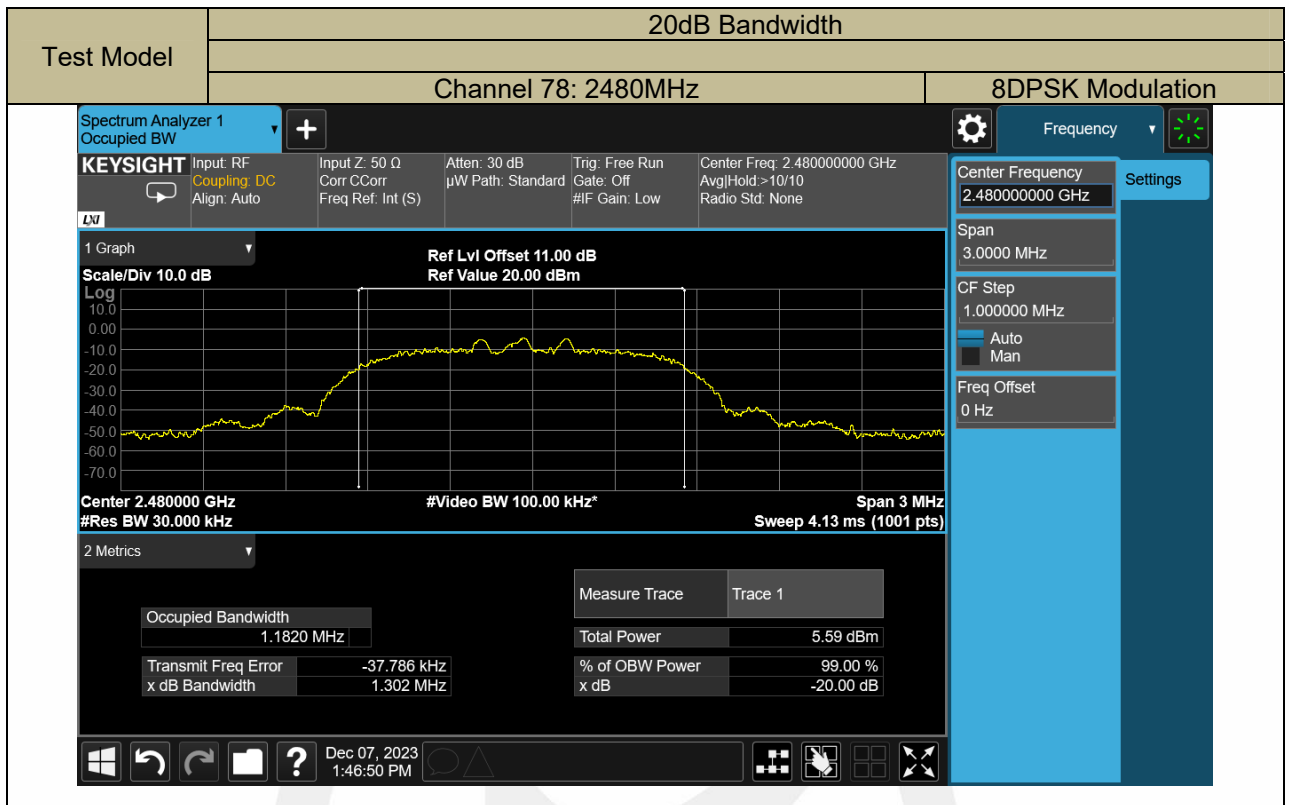 Test Model
20dB Bandwidth
Channel 78: 2480MHz
8DPSK Modulation
Spectrum Analyzer 1
Occupied BW
+
Frequency
KEYSIGHT
Input: RF
Coupling: DC
Align: Auto
Input Z: 50 Ω
Corr CCorr
Freq Ref: Int (S)
Atten: 30 dB
µW Path: Standard
Trig: Free Run
Gate: Off
#IF Gain: Low
Center Freq: 2.480000000 GHz
Avg|Hold:>10/10
Radio Std: None
LXI
Center Frequency
2.480000000 GHz
Settings
Span
3.0000 MHz
CF Step
1.000000 MHz
Auto
Man
Freq Offset
0 Hz
1 Graph
Scale/Div 10.0 dB
Ref Lvl Offset 11.00 dB
Ref Value 20.00 dBm
Log
10.0
0.00
-10.0
-20.0
-30.0
-40.0
-50.0
-60.0
-70.0
Center 2.480000 GHz
#Video BW 100.00 kHz*
Span 3 MHz
#Res BW 30.000 kHz
Sweep 4.13 ms (1001 pts)
2 Metrics
Measure Trace
Trace 1
Occupied Bandwidth
1.1820 MHz
Total Power
5.59 dBm
Transmit Freq Error
-37.786 kHz
% of OBW Power
99.00 %
x dB Bandwidth
1.302 MHz
x dB
-20.00 dB
?
Dec 07, 2023
1:46:50 PM